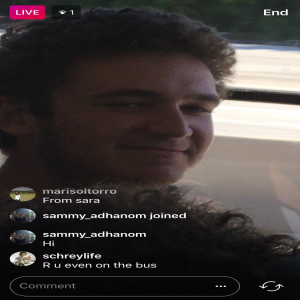 LIVE
1
End
marisoltorro
From sara
sammy_adhanom joined
sammy_adhanom
Hi
schreylife
R u even on the bus
Comment